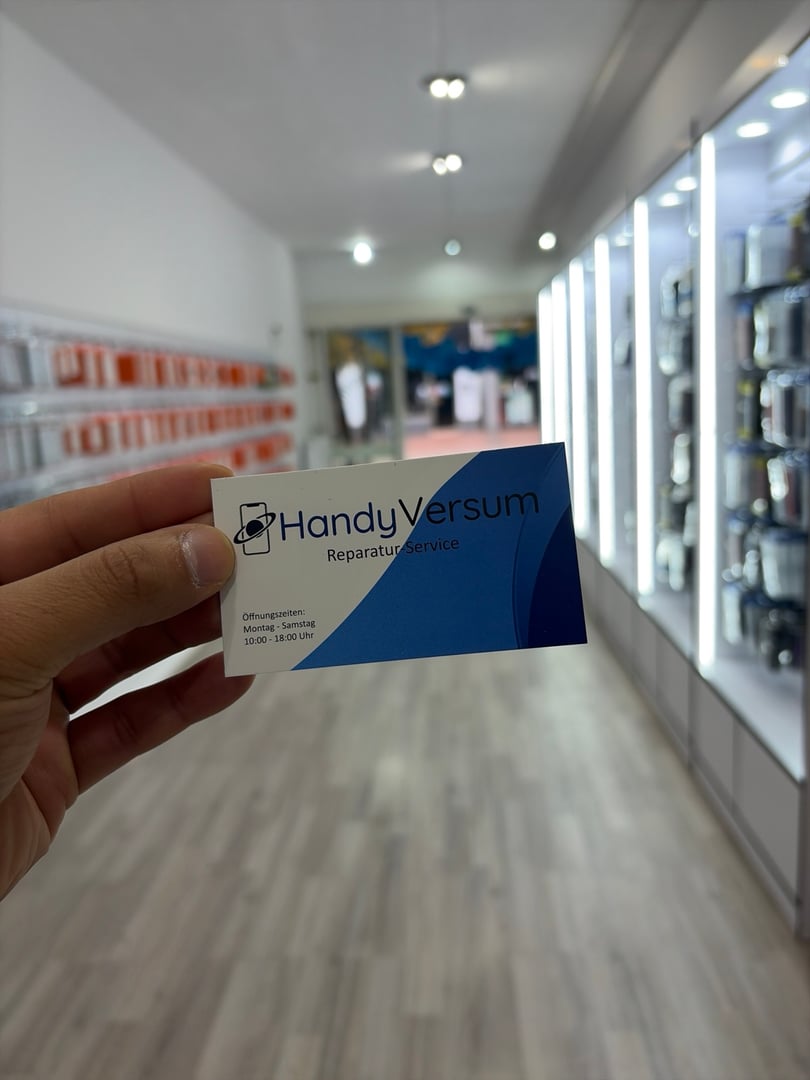 HandyVersum
Reparatur-Service
Öffnungszeiten:
Montag - Samstag
10:00 - 18:00 Uhr